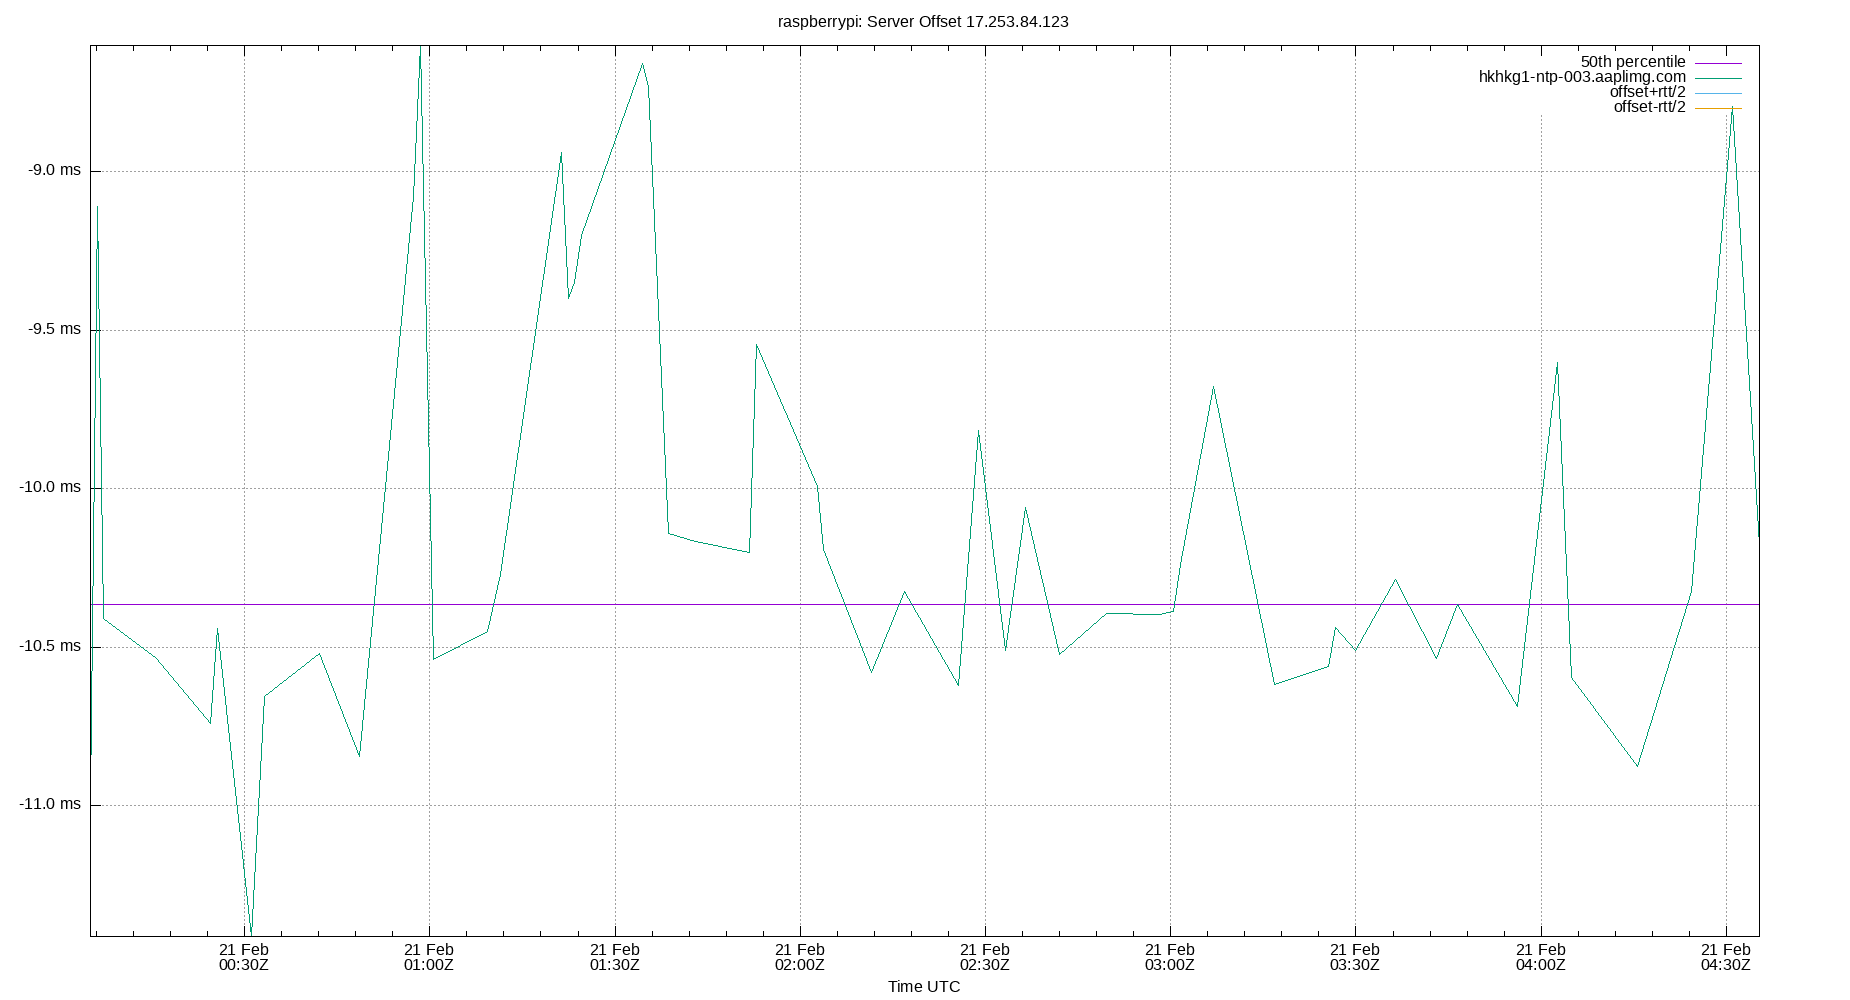 raspberrypi: Server Offset 17.253.84.123
50th percentile
hkhkg1-ntp-003.aaplimg.com
offset+rtt/2
offset-rtt/2
-9.0 ms
-9.5 ms
-10.0 ms
-10.5 ms
-11.0 ms
21 Feb 21 Feb 21 Feb 21 Feb 21 Feb 21 Feb 21 Feb 21 Feb 21 Feb
00:30Z 01:00Z 01:30Z 02:00Z 02:30Z 03:00Z 03:30Z 04:00Z 04:30Z
Time UTC